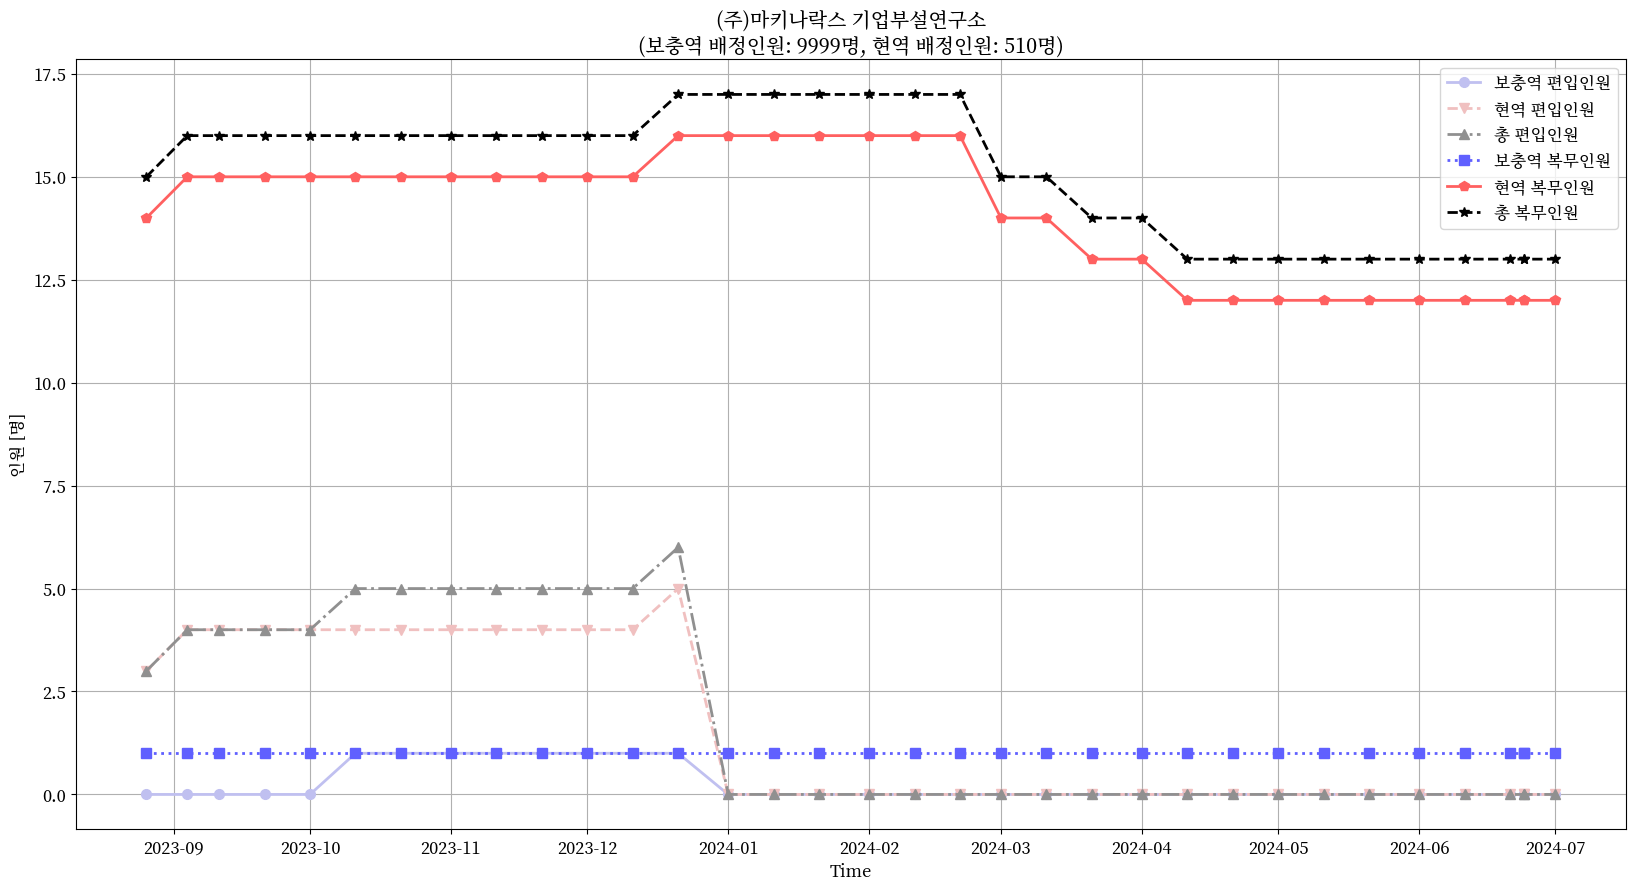 (주)마키나락스 기업부설연구소
(보충역 배정인원: 9999명, 현역 배정인원: 510명)
17.5
15.0
12.5
10.0
7.5
5.0
2.5
0.0
인원 [명]
보충역 편입인원
현역 편입인원
총 편입인원
보충역 복무인원
현역 복무인원
총 복무인원
2023-09 2023-10 2023-11 2023-12 2024-01 2024-02 2024-03 2024-04 2024-05 2024-06 2024-07
Time